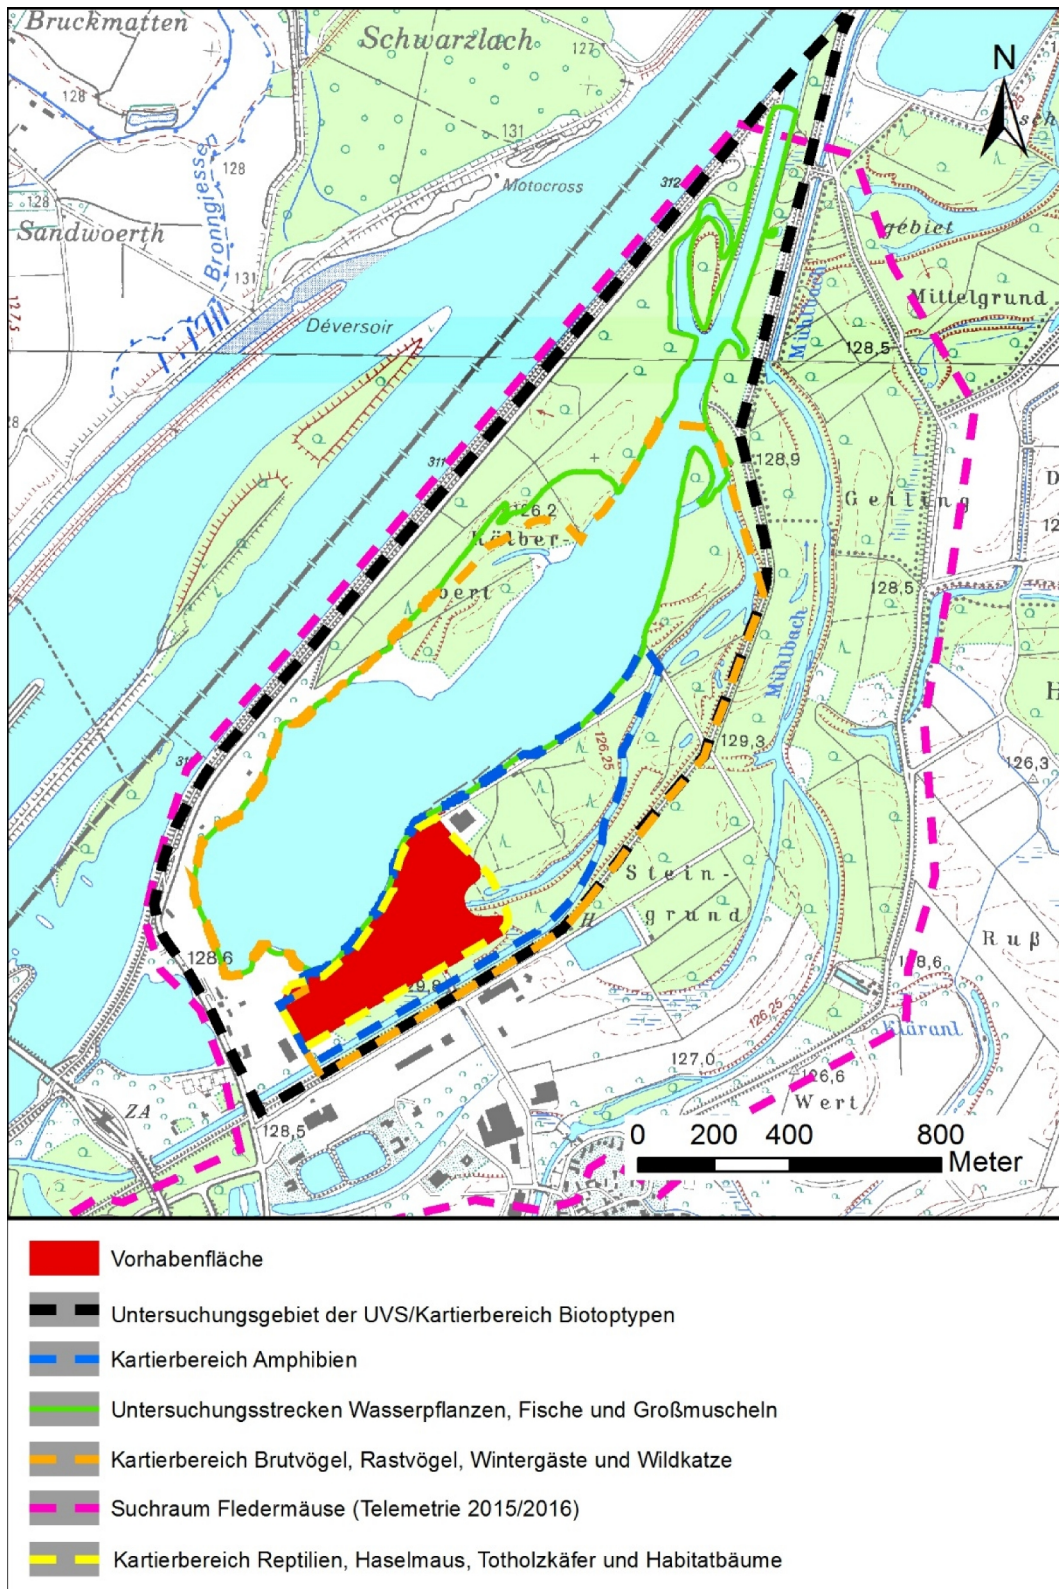 Bruckmatten
Schwarzlach
127
N
128
131
Bronngiesse
128
Motocross
312
128
Sandwoerth
gebiet
131
Mittelgrund
127,5
Déversoir
Mühlbach
128,5
311
128,9
Geiling
D
126,2
Kälber-
128,5
wert
Mühlbach
H
129,3
126,25
126,3
Stein-
grund
H
Ruß
128,6
128,6
126,25
Kläranl
127,0
126,6
Wert
ZA
128,5
0 200 400 800
Meter
Vorhabenfläche
Untersuchungsgebiet der UVS/Kartierbereich Biotoptypen
Kartierbereich Amphibien
Untersuchungsstrecken Wasserpflanzen, Fische und Großmuscheln
Kartierbereich Brutvögel, Rastvögel, Wintergäste und Wildkatze
Suchraum Fledermäuse (Telemetrie 2015/2016)
Kartierbereich Reptilien, Haselmaus, Totholzkäfer und Habitatbäume